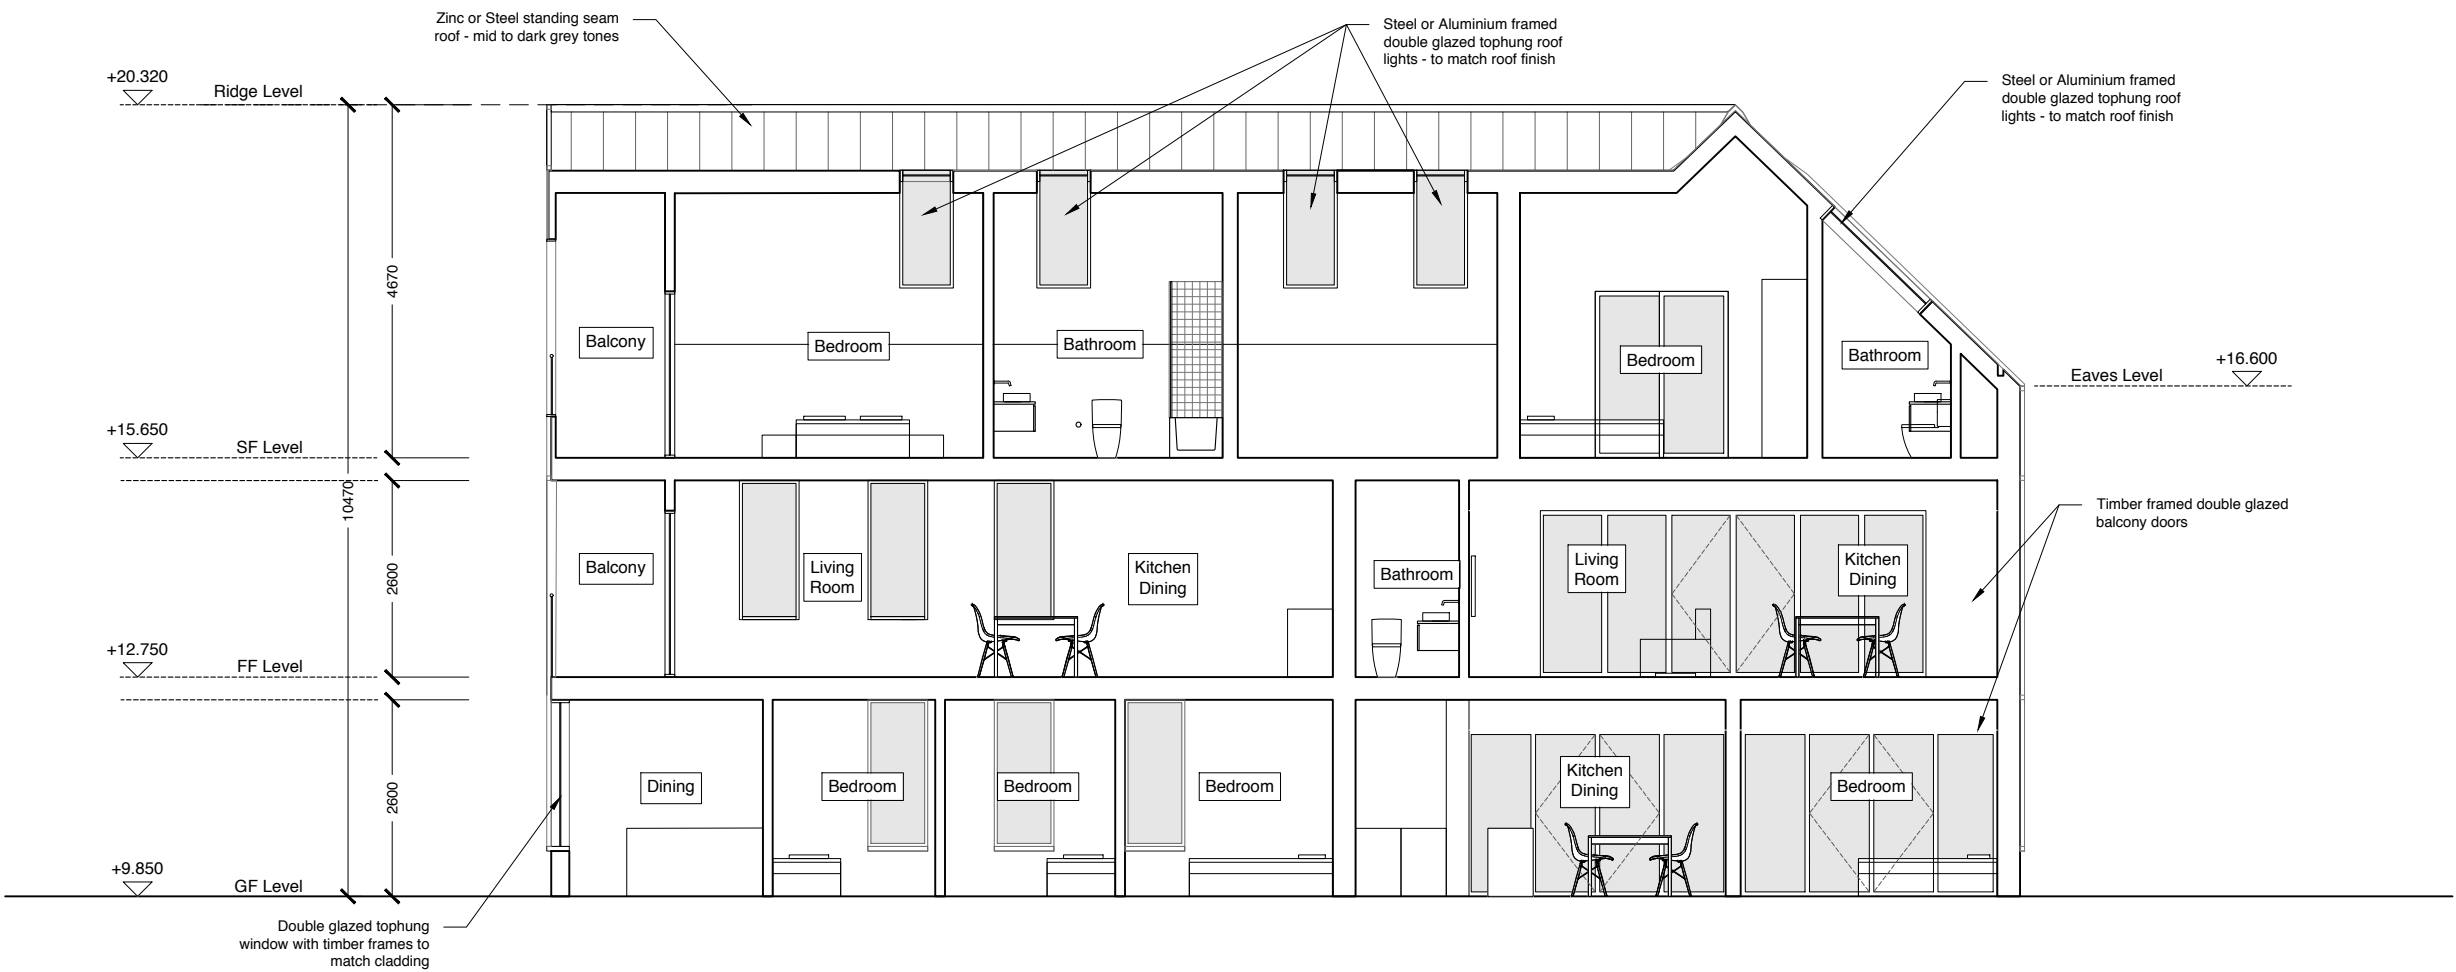 Zinc or Steel standing seam
roof - mid to dark grey tones
Steel or Aluminium framed
double glazed tophung roof
lights - to match roof finish
Steel or Aluminium framed
double glazed tophung roof
lights - to match roof finish
+20.320
Ridge Level
4670
Balcony
Bedroom
Bathroom
Bedroom
Bathroom
+16.600
Eaves Level
+15.650
SF Level
10470
2600
Balcony
Living
Room
Kitchen
Dining
Bathroom
Living
Room
Kitchen
Dining
Timber framed double glazed
balcony doors
+12.750
FF Level
2600
Dining
Bedroom
Bedroom
Bedroom
Kitchen
Dining
Bedroom
+9.850
GF Level
Double glazed tophung
window with timber frames to
match cladding